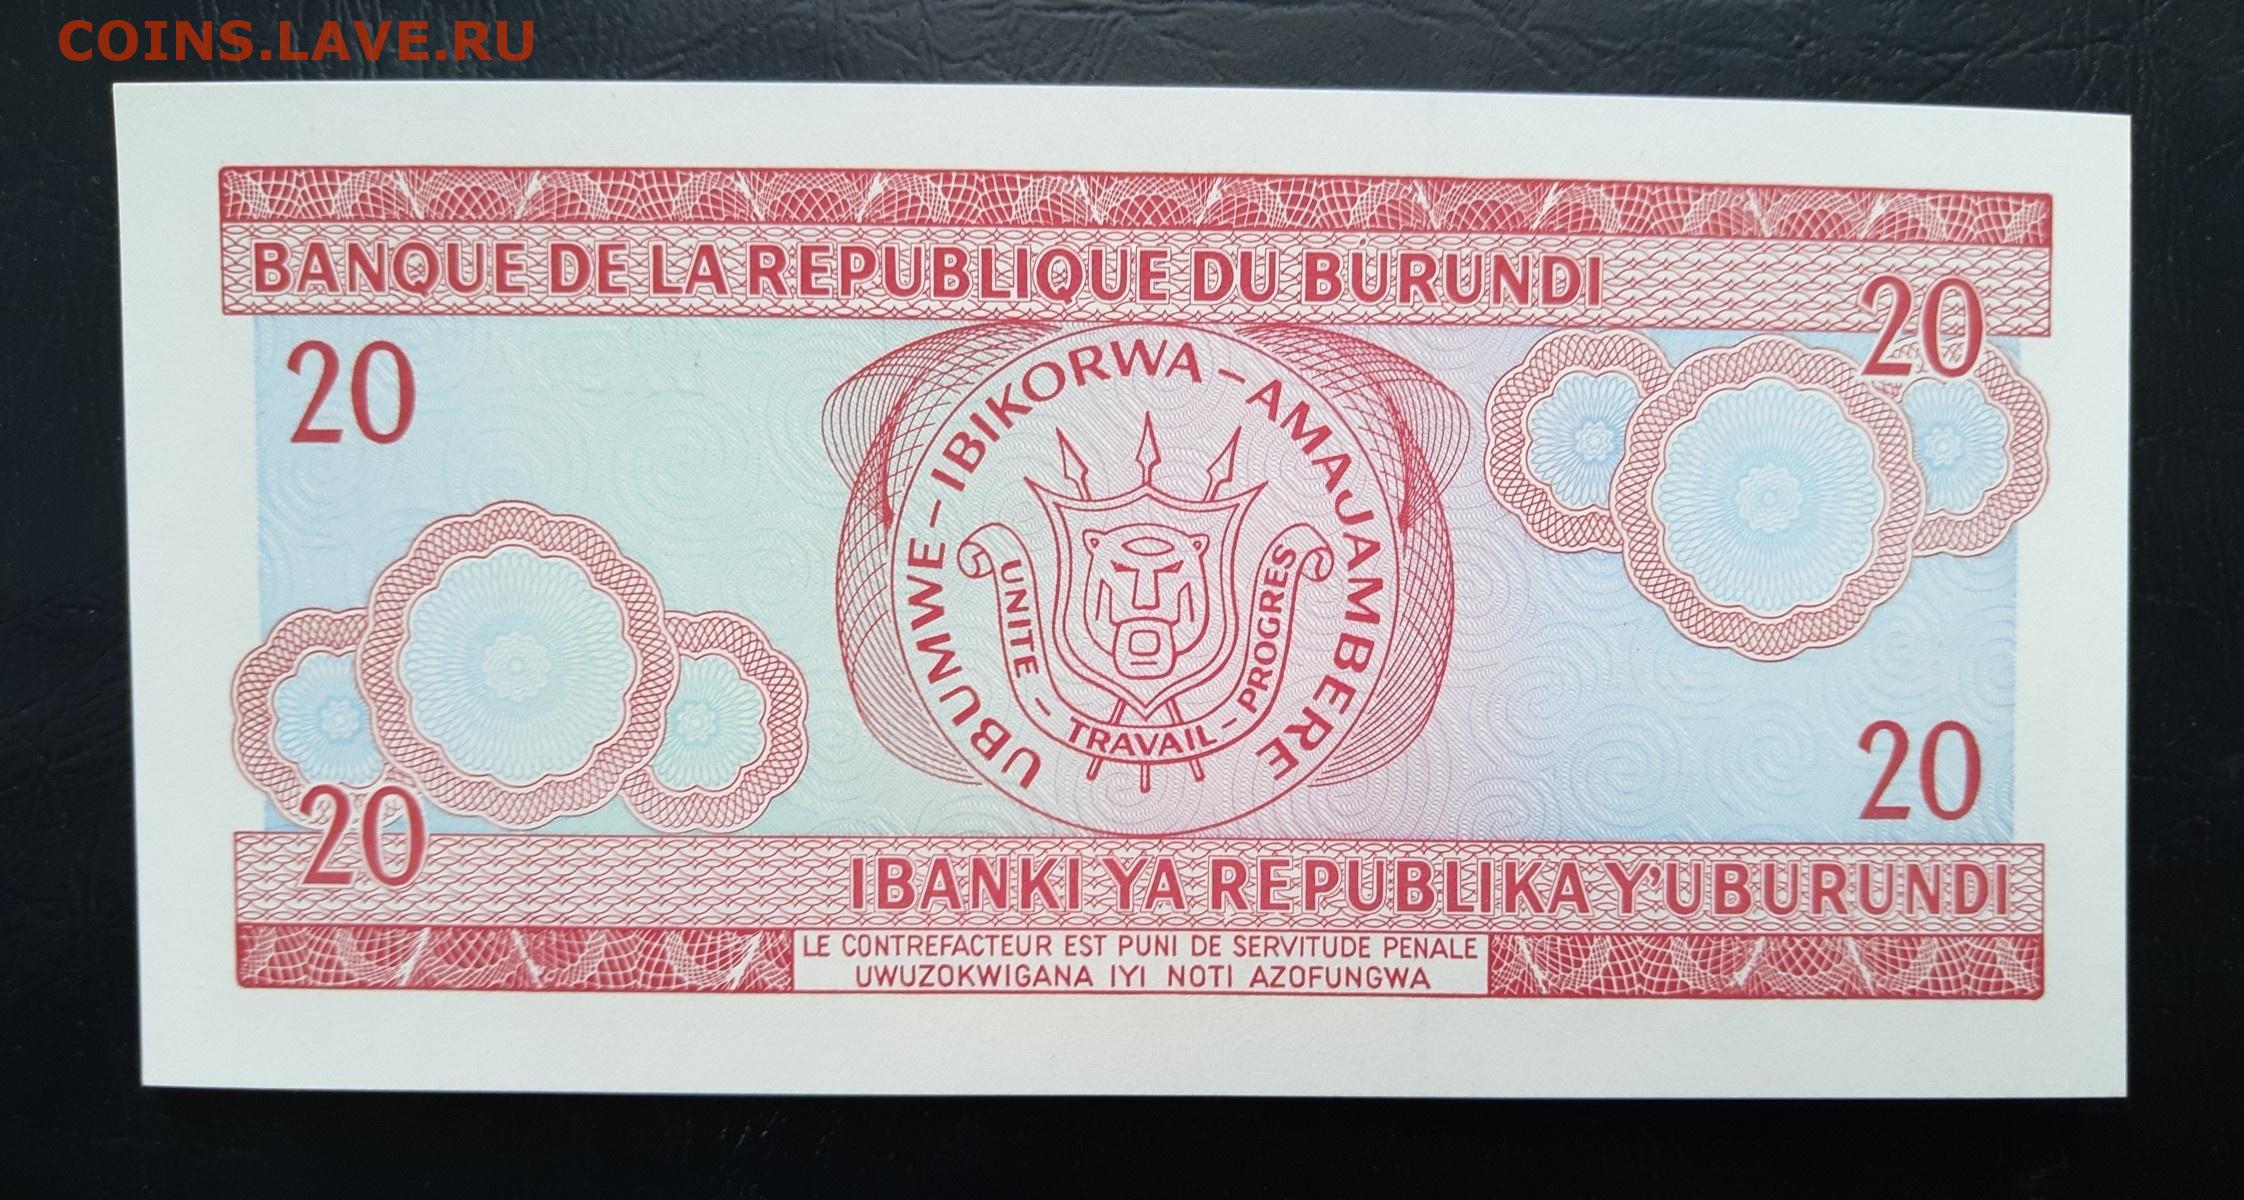 COINS.LAVE.RU
BANQUE DE LA REPUBLIQUE DU BURUNDI
20
20
UBUMWE – IBIKORWA – AMAJAMBERE
UNITE - TRAVAIL - PROGRES
20
20
IBANKI YA REPUBLIKA Y'UBURUNDI
LE CONTREFACTEUR EST PUNI DE SERVITUDE PENALE
UWUZOKWIGANA IYI NOTI AZOFUNGWA